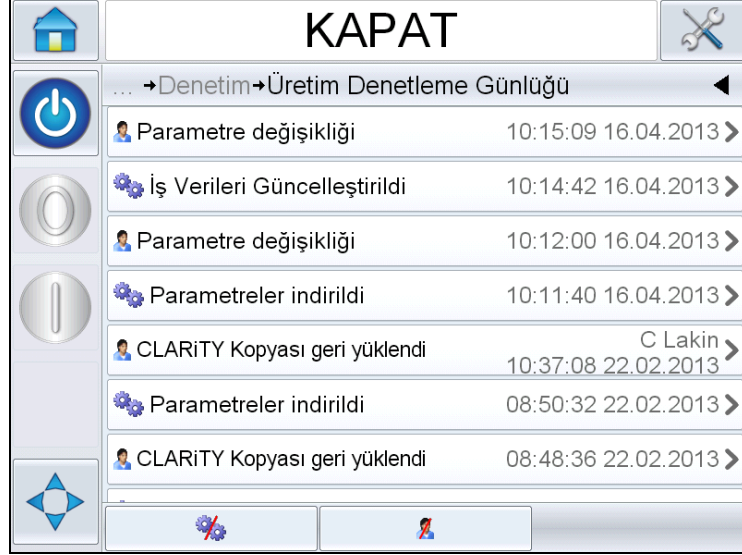 KAPAT
... →Denetim→Üretim Denetleme Günlüğü
Parametre değişikliği 10:15:09 16.04.2013
İş Verileri Güncelleştirildi 10:14:42 16.04.2013
Parametre değişikliği 10:12:00 16.04.2013
Parametreler indirildi 10:11:40 16.04.2013
CLARiTY Kopyası geri yüklendi C Lakin
10:37:08 22.02.2013
Parametreler indirildi 08:50:32 22.02.2013
CLARiTY Kopyası geri yüklendi 08:48:36 22.02.2013